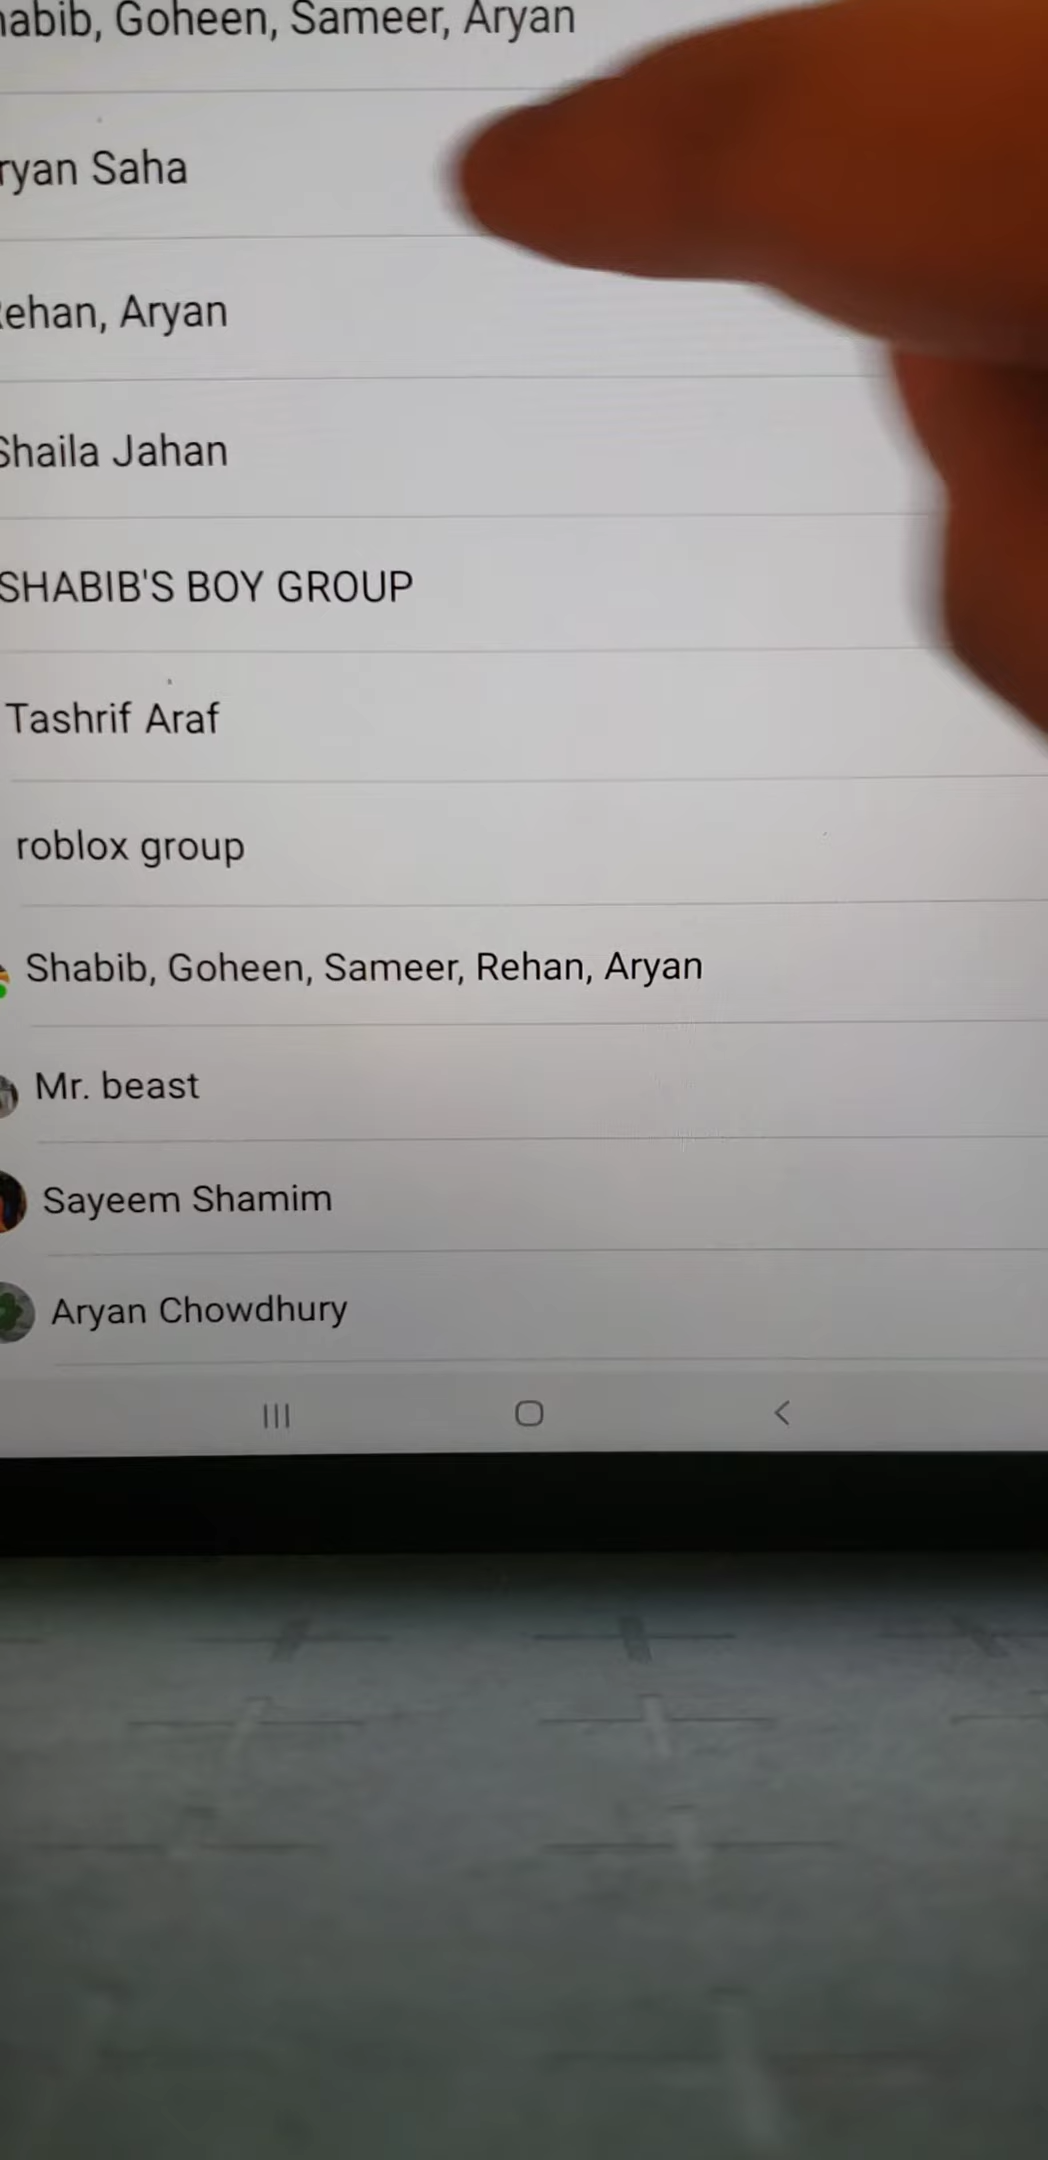 Goheen, Sameer, Aryan
Saha
Aryan
Shaila Jahan
SHABIB'S BOY GROUP
Tashrif Araf
roblox group
Shabib, Goheen, Sameer, Rehan, Aryan
Mr. beast
Sayeem Shamim
Aryan Chowdhury